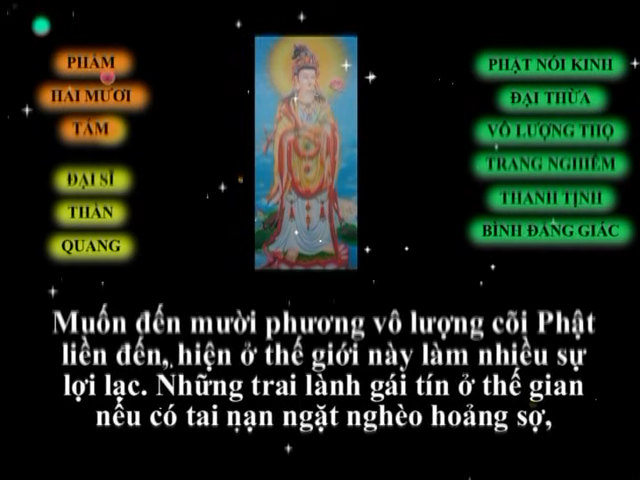 PHẨM
HAI MƯƠI
TÁM
ĐẠI SĨ
THẦN
QUANG
PHẬT NÓI KINH
ĐẠI THỪA
VÔ LƯỢNG THỌ
TRANG NGHIÊM
THANH TỊNH
BÌNH ĐẲNG GIÁC
Muốn đến mười phương vô lượng cõi Phật
liền đến, hiện ở thế giới này làm nhiều sự
lợi lạc. Những trai lành gái tín ở thế gian
nếu có tai nạn ngặt nghèo hoảng sợ,